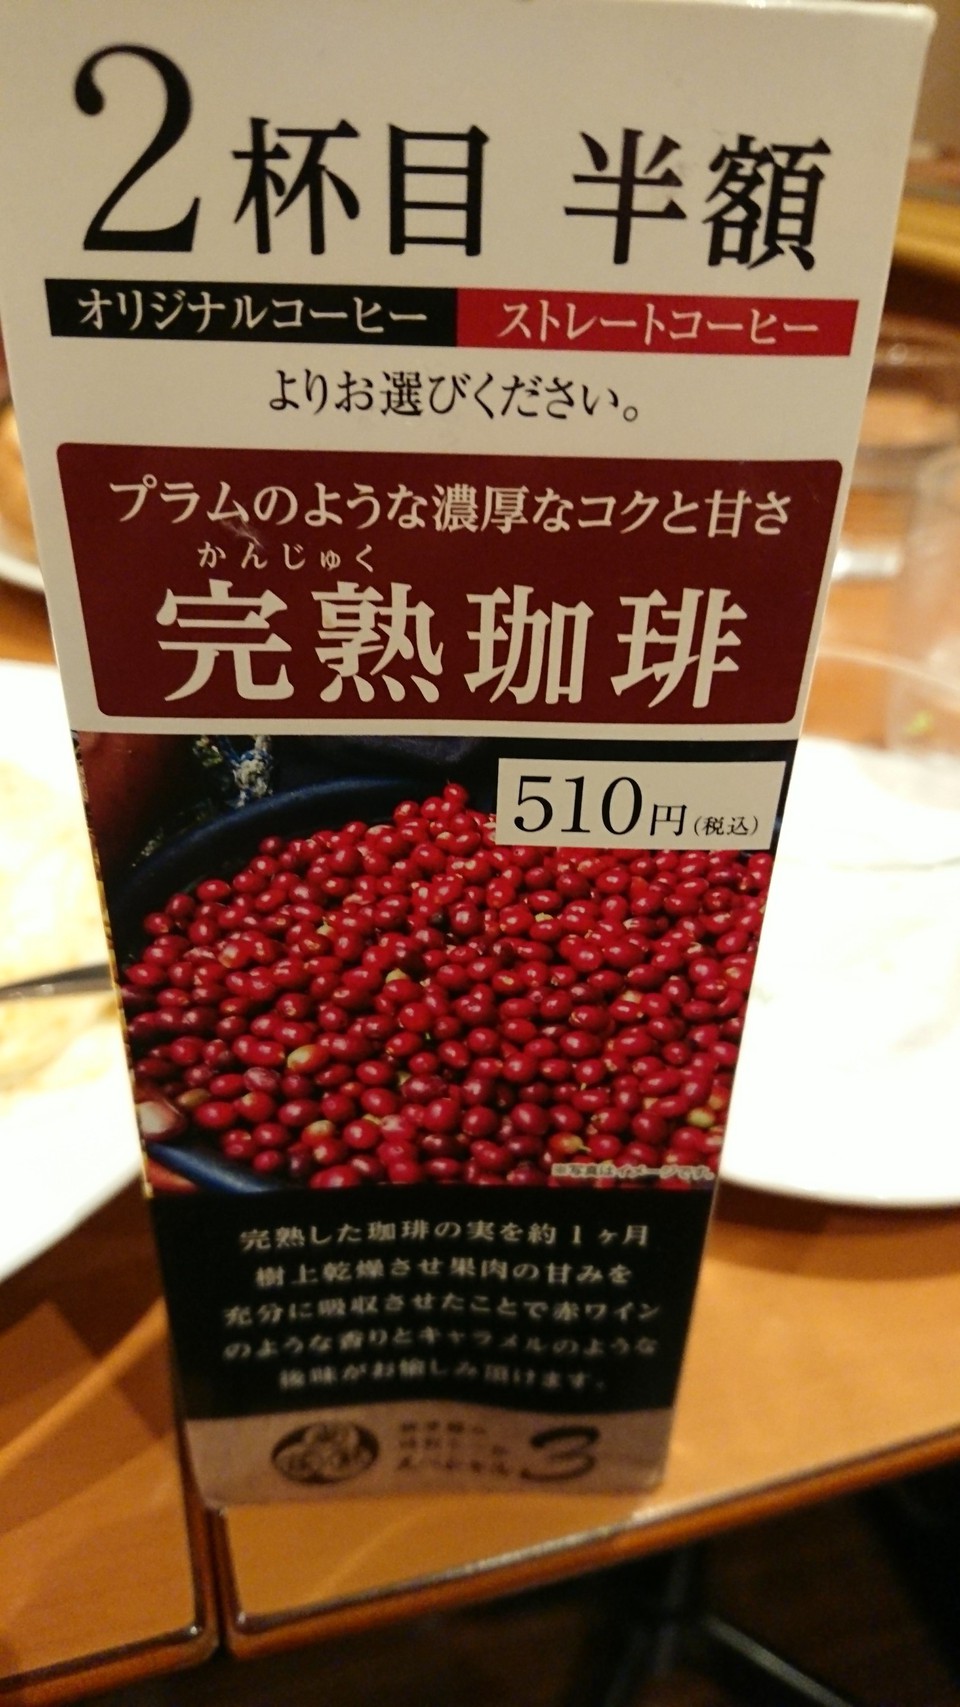 2杯目 半額
オリジナルコーヒー ストレートコーヒー
よりお選びください。
プラムのような濃厚なコクと甘さ
かんじゅく
完熟珈琲
510円(税込)
※写真はイメージです。
完熟した珈琲の実を約1ヶ月
樹上乾燥させ果肉の甘みを
充分に吸収させたことで赤ワイン
のような香りとキャラメルのような
後味がお愉しみ頂けます。
3